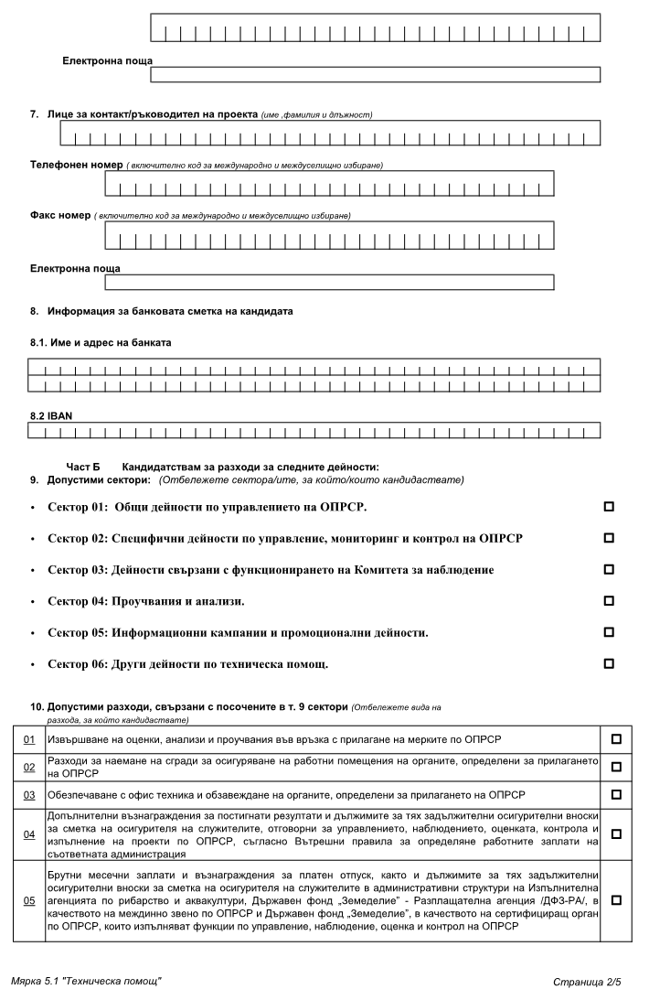 Електронна поща
7. Лице за контакт/ръководител на проекта (име ,фамилия и длъжност)
Телефонен номер ( включително код за международно и междуселищно избиране)
Факс номер ( включително код за международно и междуселищно избиране)
Електронна поща
8. Информация за банковата сметка на кандидата
8.1. Име и адрес на банката
8.2 IBAN
Част Б Кандидатствам за разходи за следните дейности:
9. Допустими сектори: (Отбележете сектора/ите, за който/които кандидаствате)
• Сектор 01: Общи дейности по управлението на ОПРСР.
• Сектор 02: Специфични дейности по управление, мониторинг и контрол на ОПРСР
• Сектор 03: Дейности свързани с функционирането на Комитета за наблюдение
• Сектор 04: Проучвания и анализи.
• Сектор 05: Информационни кампании и промоционални дейности.
• Сектор 06: Други дейности по техническа помощ.
10. Допустими разходи, свързани с посочените в т. 9 сектори (Отбележете вида на
разхода, за който кандидаствате)
01 Извършване на оценки, анализи и проучвания във връзка с прилагане на мерките по ОПРСР
02 Разходи за наемане на сгради за осигуряване на работни помещения на органите, определени за прилагането
на ОПРСР
03 Обезпечаване с офис техника и обзавеждане на органите, определени за прилагането на ОПРСР
04 Допълнителни възнаграждения за постигнати резултати и дължимите за тях задължителни осигурителни вноски
за сметка на осигурителя на служителите, отговорни за управлението, наблюдението, оценката, контрола и
изпълнение на проекти по ОПРСР, съгласно Вътрешни правила за определяне работните заплати на
съответната администрация
05 Брутни месечни заплати и възнаграждения за платен отпуск, както и дължимите за тях задължителни
осигурителни вноски за сметка на осигурителя на служителите в административни структури на Изпълнителна
агенцията по рибарство и аквакултури, Държавен фонд „Земеделие” - Разплащателна агенция /ДФЗ-РА/, в
качеството на междинно звено по ОПРСР и Държавен фонд „Земеделие”, в качеството на сертифициращ орган
по ОПРСР, които изпълняват функции по управление, наблюдение, оценка и контрол на ОПРСР
Мярка 5.1 "Техническа помощ"
Страница 2/5